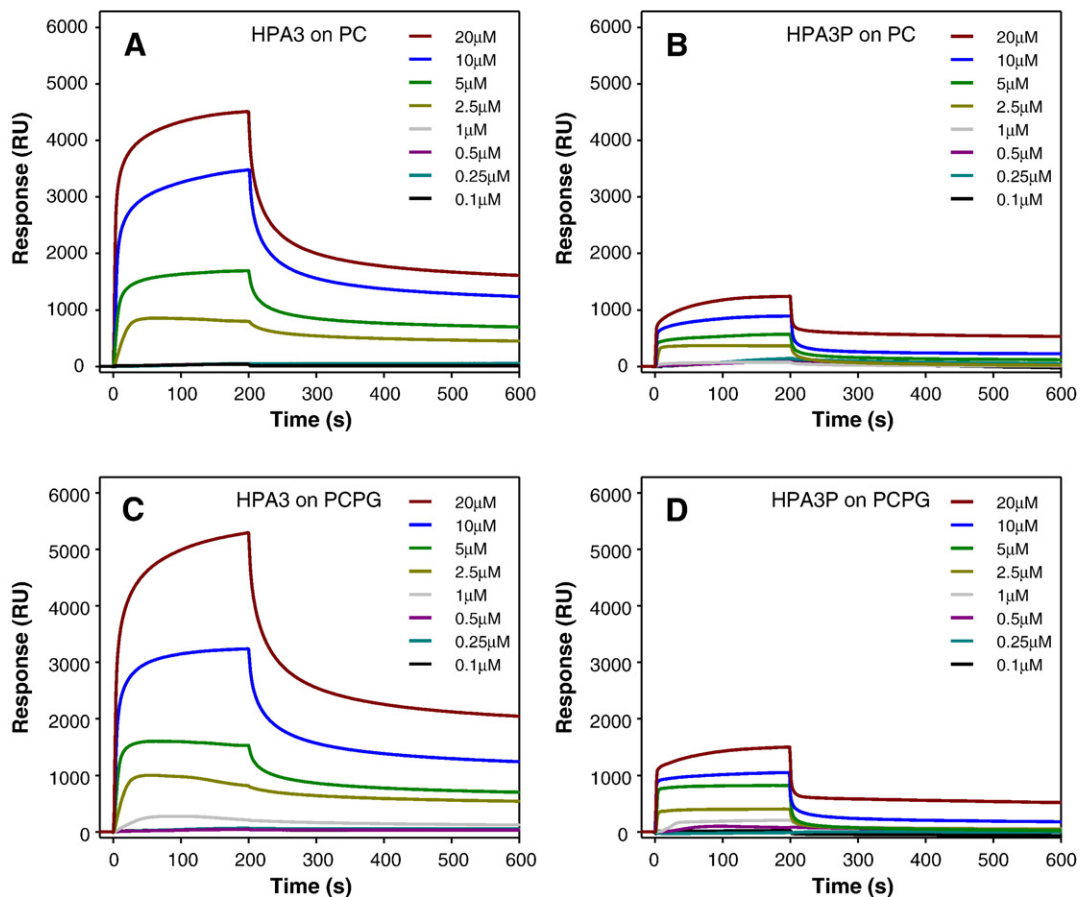 A
HPA3 on PC
20μM
10μM
5μM
2.5μM
1μM
0.5μM
0.25μM
0.1μM
Response (RU)
6000
5000
4000
3000
2000
1000
0
0 100 200 300 400 500 600
Time (s)
B
HPA3P on PC
20μM
10μM
5μM
2.5μM
1μM
0.5μM
0.25μM
0.1μM
Response (RU)
6000
5000
4000
3000
2000
1000
0
0 100 200 300 400 500 600
Time (s)
C
HPA3 on PCPG
20μM
10μM
5μM
2.5μM
1μM
0.5μM
0.25μM
0.1μM
Response (RU)
6000
5000
4000
3000
2000
1000
0
0 100 200 300 400 500 600
Time (s)
D
HPA3P on PCPG
20μM
10μM
5μM
2.5μM
1μM
0.5μM
0.25μM
0.1μM
Response (RU)
6000
5000
4000
3000
2000
1000
0
0 100 200 300 400 500 600
Time (s)